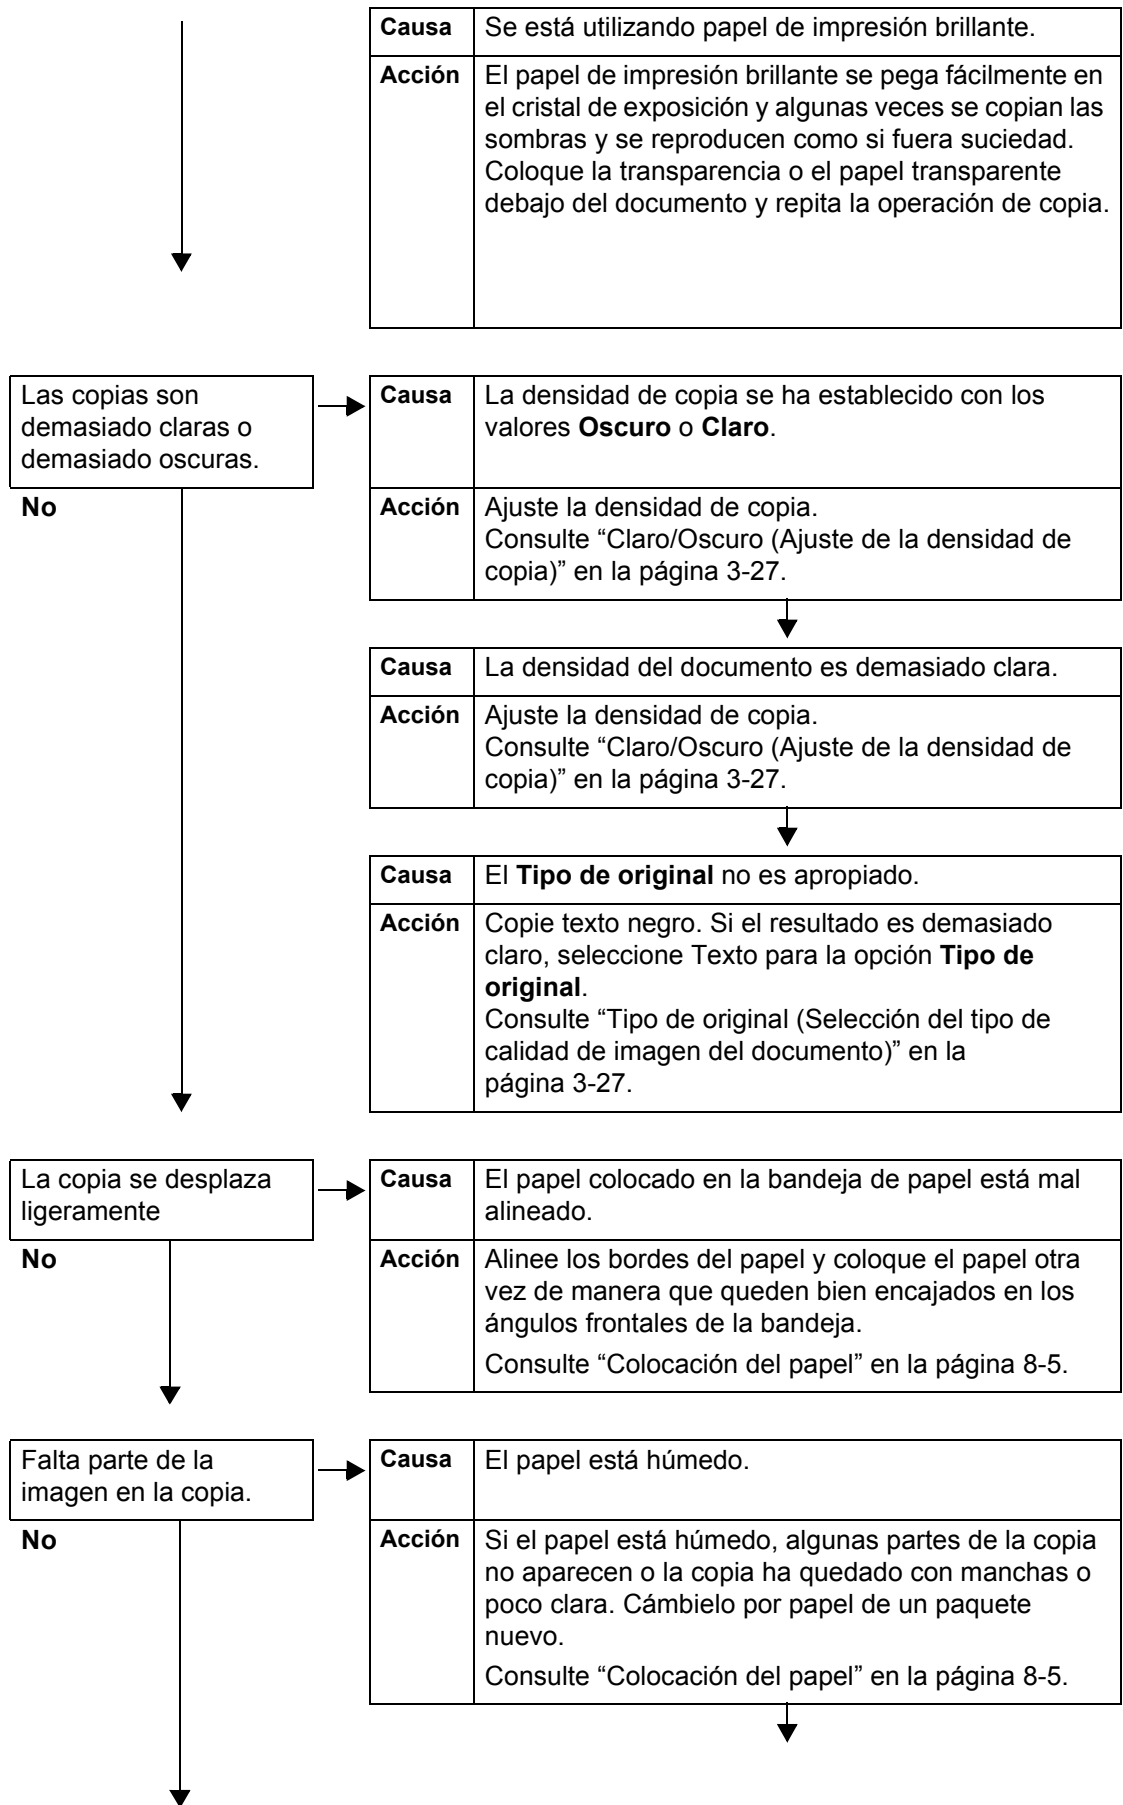 Causa Se está utilizando papel de impresión brillante.
Acción El papel de impresión brillante se pega fácilmente en
el cristal de exposición y algunas veces se copian las
sombras y se reproducen como si fuera suciedad.
Coloque la transparencia o el papel transparente
debajo del documento y repita la operación de copia.
Las copias son
demasiado claras o
demasiado oscuras.
No
Causa La densidad de copia se ha establecido con los
valores Oscuro o Claro.
Acción Ajuste la densidad de copia.
Consulte “Claro/Oscuro (Ajuste de la densidad de
copia)” en la página 3-27.
Causa La densidad del documento es demasiado clara.
Acción Ajuste la densidad de copia.
Consulte “Claro/Oscuro (Ajuste de la densidad de
copia)” en la página 3-27.
Causa El Tipo de original no es apropiado.
Acción Copie texto negro. Si el resultado es demasiado
claro, seleccione Texto para la opción Tipo de
original.
Consulte “Tipo de original (Selección del tipo de
calidad de imagen del documento)” en la
página 3-27.
La copia se desplaza
ligeramente
No
Causa El papel colocado en la bandeja de papel está mal
alineado.
Acción Alinee los bordes del papel y coloque el papel otra
vez de manera que queden bien encajados en los
ángulos frontales de la bandeja.
Consulte “Colocación del papel” en la página 8-5.
Falta parte de la
imagen en la copia.
No
Causa El papel está húmedo.
Acción Si el papel está húmedo, algunas partes de la copia
no aparecen o la copia ha quedado con manchas o
poco clara. Cámbielo por papel de un paquete
nuevo.
Consulte “Colocación del papel” en la página 8-5.